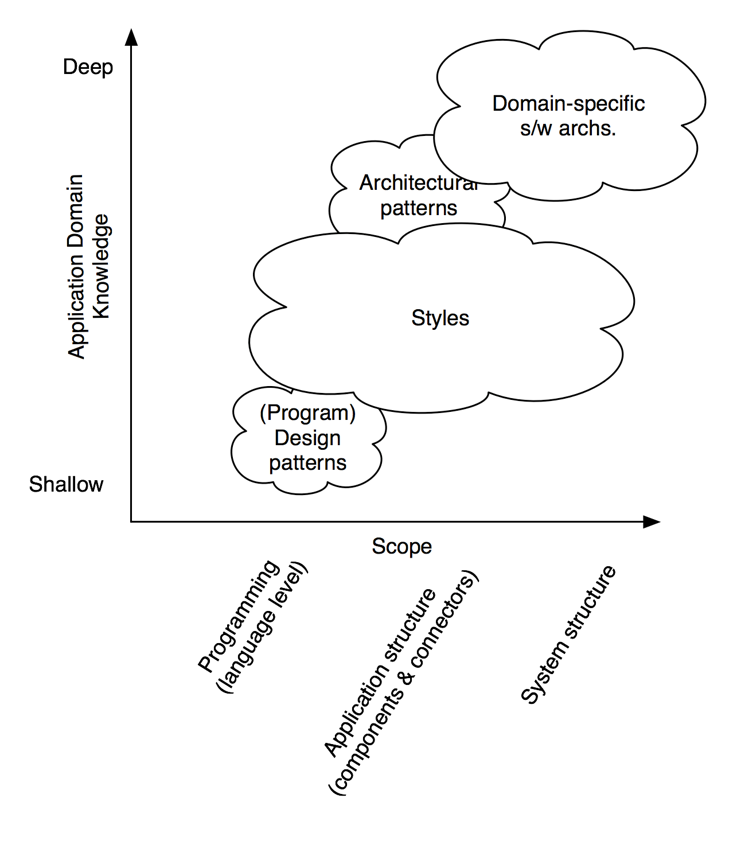 Deep
Domain-specific
s/w archs.
Architectural
patterns
Application Domain
Knowledge
Styles
(Program)
Design
patterns
Shallow
Scope
Programming
(language level)
Application structure
(components & connectors)
System structure